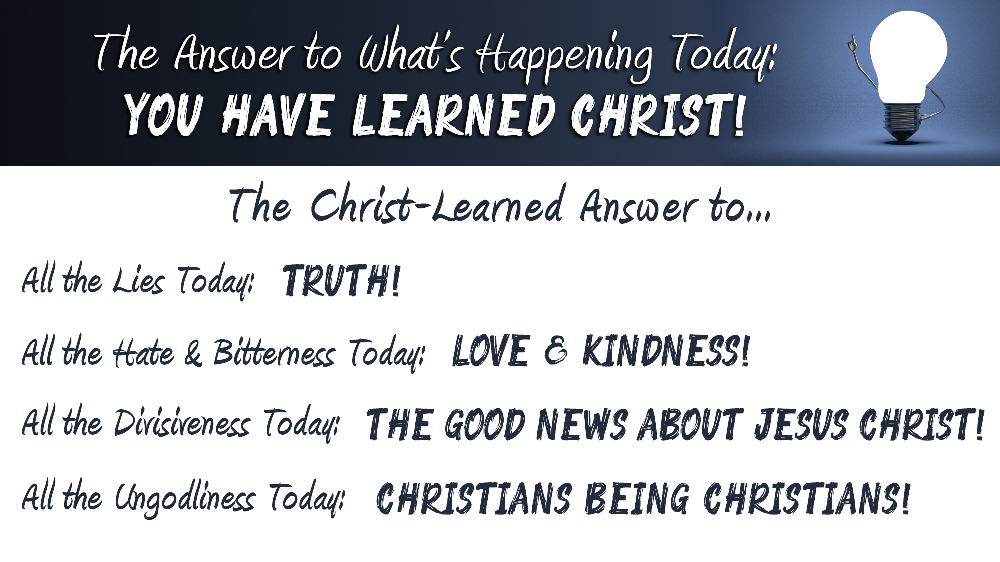 The Answer to What's Happening Today:
YOU HAVE LEARNED CHRIST!
The Christ-Learned Answer to...
All the Lies Today: TRUTH!
All the Hate & Bitterness Today: LOVE & KINDNESS!
All the Divisiveness Today: THE GOOD NEWS ABOUT JESUS CHRIST!
All the Ungodliness Today: CHRISTIANS BEING CHRISTIANS!